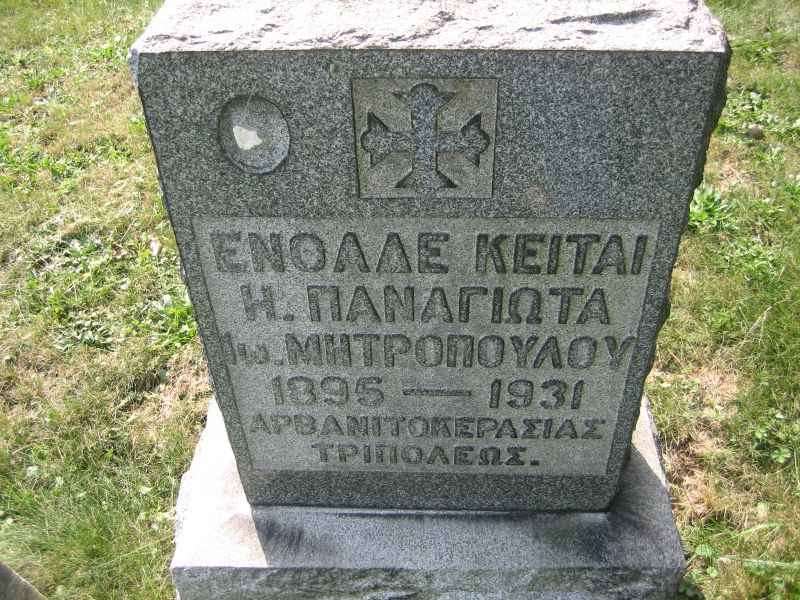 ΕΝΘΑΔΕ ΚΕΙΤΑΙ
Η. ΠΑΝΑΓΙΩΤΑ
Ιω. ΜΗΤΡΟΠΟΥΛΟΥ
1895 — 1931
ΑΡΒΑΝΙΤΟΚΕΡΑΣΙΑΣ
ΤΡΙΠΟΛΕΩΣ.